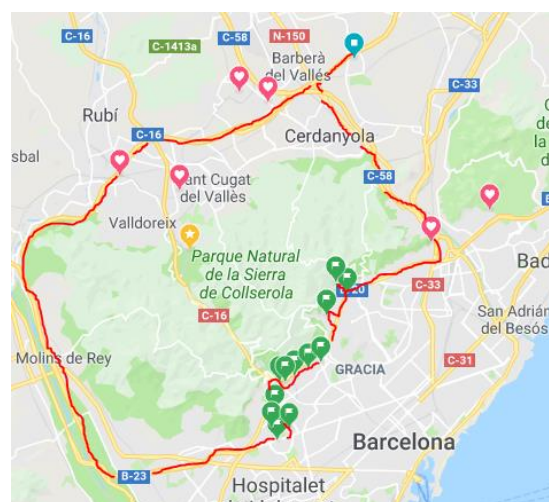 C-16
C-58
N-150
C-1413a
Barberà
del Vallés
C-33
Rubí
C-16
Cerdanyola
sbal
ant Cugat
del Vallès
C-58
Valldoreix
Parque Natural
de la Sierra
de Collserola
B
Bad
C-33
San Adrián
del Besós
C-16
Molins de Rey
C-31
GRACIA
Barcelona
B-23
Hospitalet